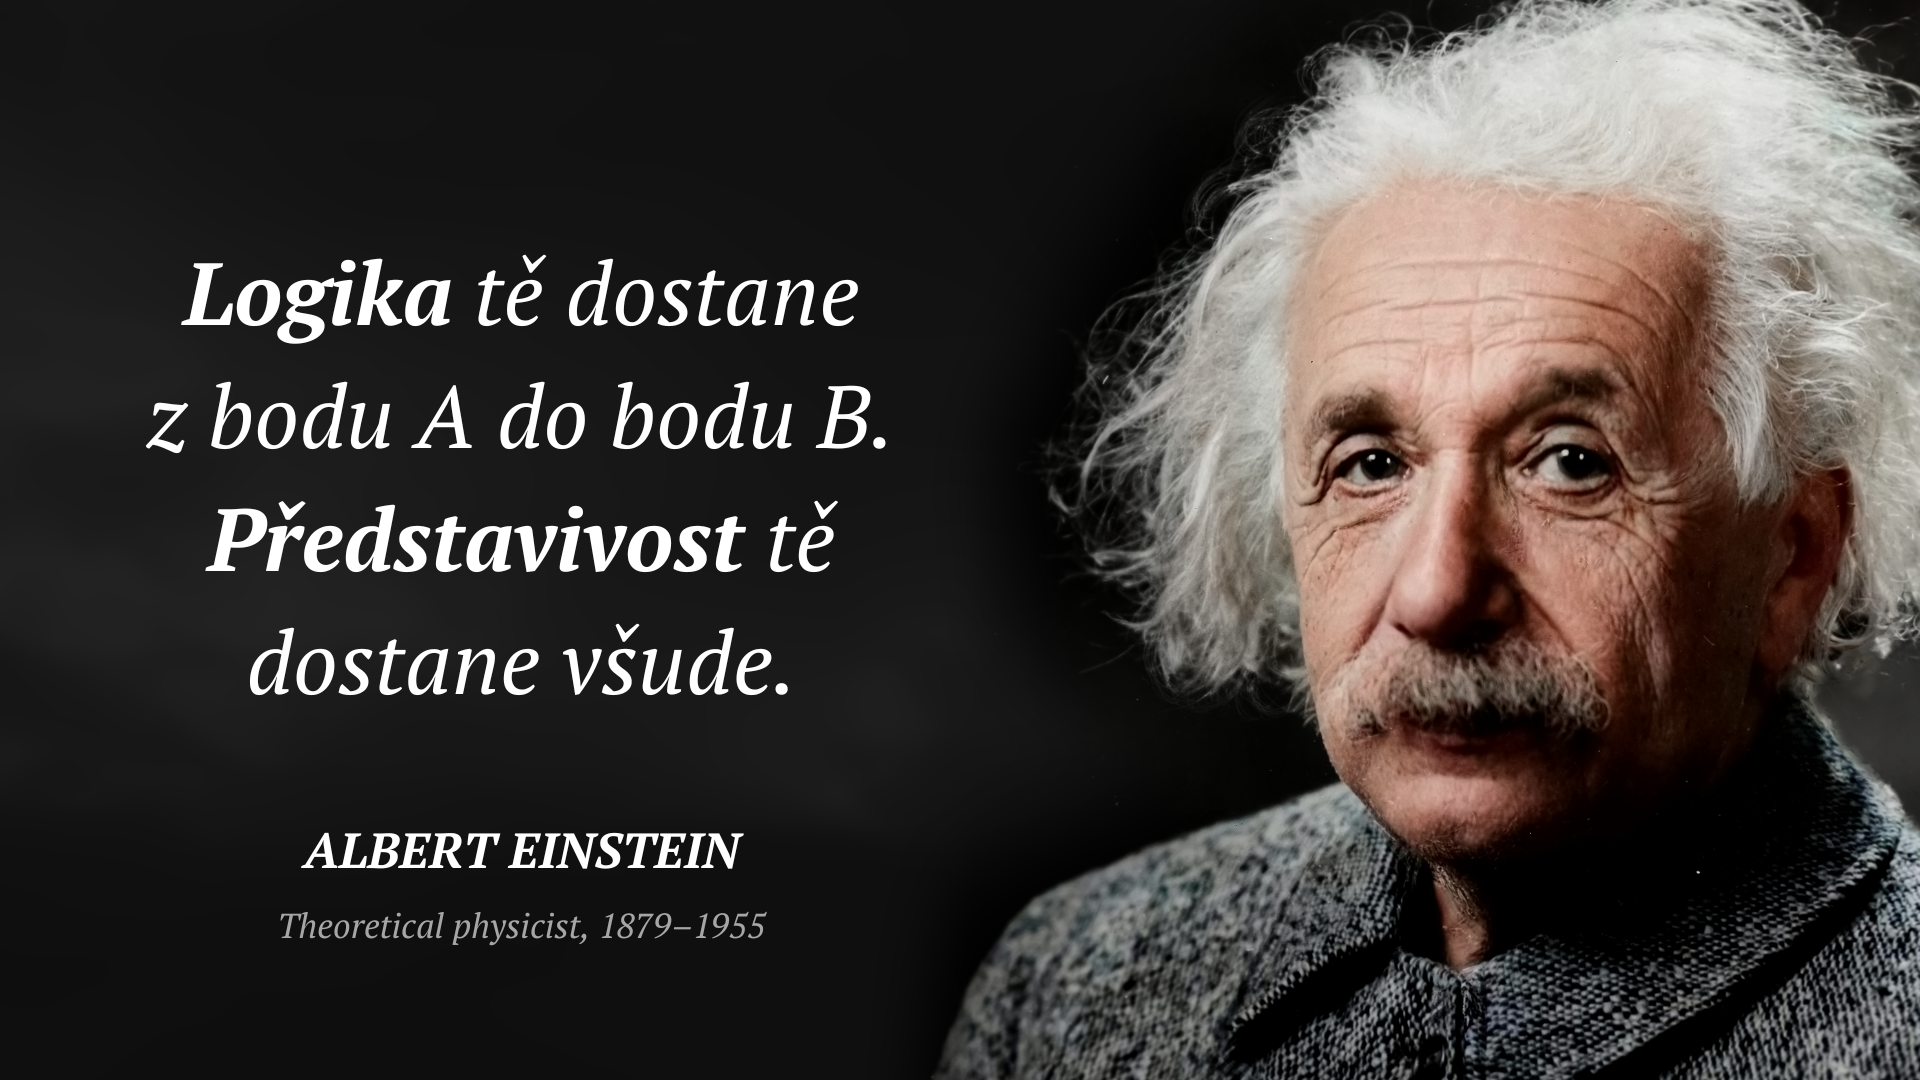 Logika tě dostane
z bodu A do bodu B.
Představivost tě
dostane všude.
ALBERT EINSTEIN
Theoretical physicist, 1879–1955